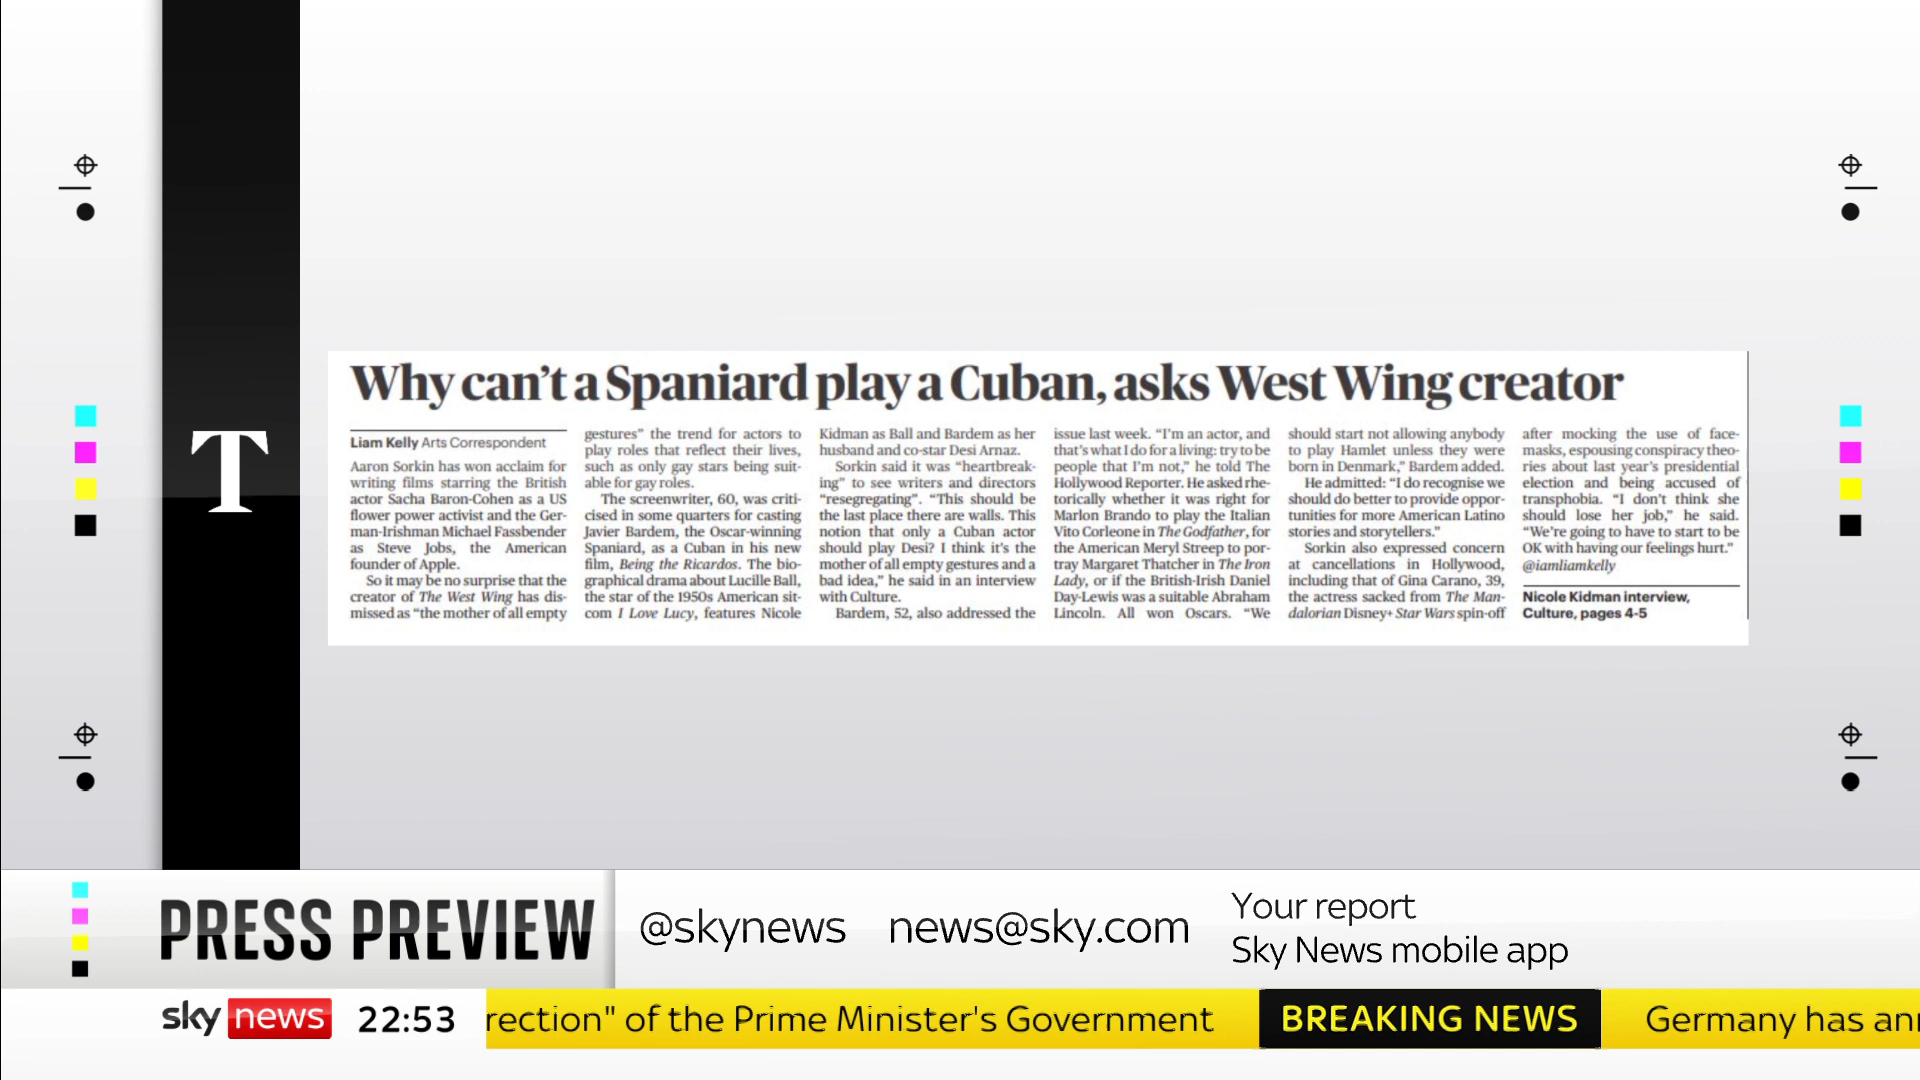 T
Why can't a Spaniard play a Cuban, asks West Wing creator
Liam Kelly Arts Correspondent
Aaron Sorkin has won acclaim for
writing films starring the British
actor Sacha Baron-Cohen as a US
flower power activist and the Ger-
man-Irishman Michael Fassbender
as Steve Jobs, the American
founder of Apple.
So it may be no surprise that the
creator of The West Wing has dis-
missed as “the mother of all empty
gestures” the trend for actors to
play roles that reflect their lives,
such as only gay stars being suit-
able for gay roles.
The screenwriter, 60, was criti-
cised in some quarters for casting
Javier Bardem, the Oscar-winning
Spaniard, as a Cuban in his new
film, Being the Ricardos. The bio-
graphical drama about Lucille Ball,
the star of the 1950s American sit-
com I Love Lucy, features Nicole
Kidman as Ball and Bardem as her
husband and co-star Desi Arnaz.
Sorkin said it was “heartbreak-
ing” to see writers and directors
“resegregating”. “This should be
the last place there are walls. This
notion that only a Cuban actor
should play Desi? I think it’s the
mother of all empty gestures and a
bad idea,” he said in an interview
with Culture.
Bardem, 52, also addressed the
issue last week. “I’m an actor, and
that’s what I do for a living: try to be
people that I’m not,” he told The
Hollywood Reporter. He asked rhe-
torically whether it was right for
Marlon Brando to play the Italian
Vito Corleone in The Godfather, for
the American Meryl Streep to por-
tray Margaret Thatcher in The Iron
Lady, or if the British-Irish Daniel
Day-Lewis was a suitable Abraham
Lincoln. All won Oscars. “We
should start not allowing anybody
to play Hamlet unless they were
born in Denmark,” Bardem added.
He admitted: “I do recognise we
should do better to provide oppor-
tunities for more American Latino
stories and storytellers.”
Sorkin also expressed concern
at cancellations in Hollywood,
including that of Gina Carano, 39,
the actress sacked from The Man-
dalorian Disney+ Star Wars spin-off
after mocking the use of face-
masks, espousing conspiracy theo-
ries about last year’s presidential
election and being accused of
transphobia. “I don’t think she
should lose her job,” he said.
“We’re going to have to start to be
OK with having our feelings hurt.”
@iamliamkelly
Nicole Kidman interview,
Culture, pages 4-5
PRESS PREVIEW
@skynews news@sky.com
Your report
Sky News mobile app
sky news 22:53 rection" of the Prime Minister's Government BREAKING NEWS Germany has ann